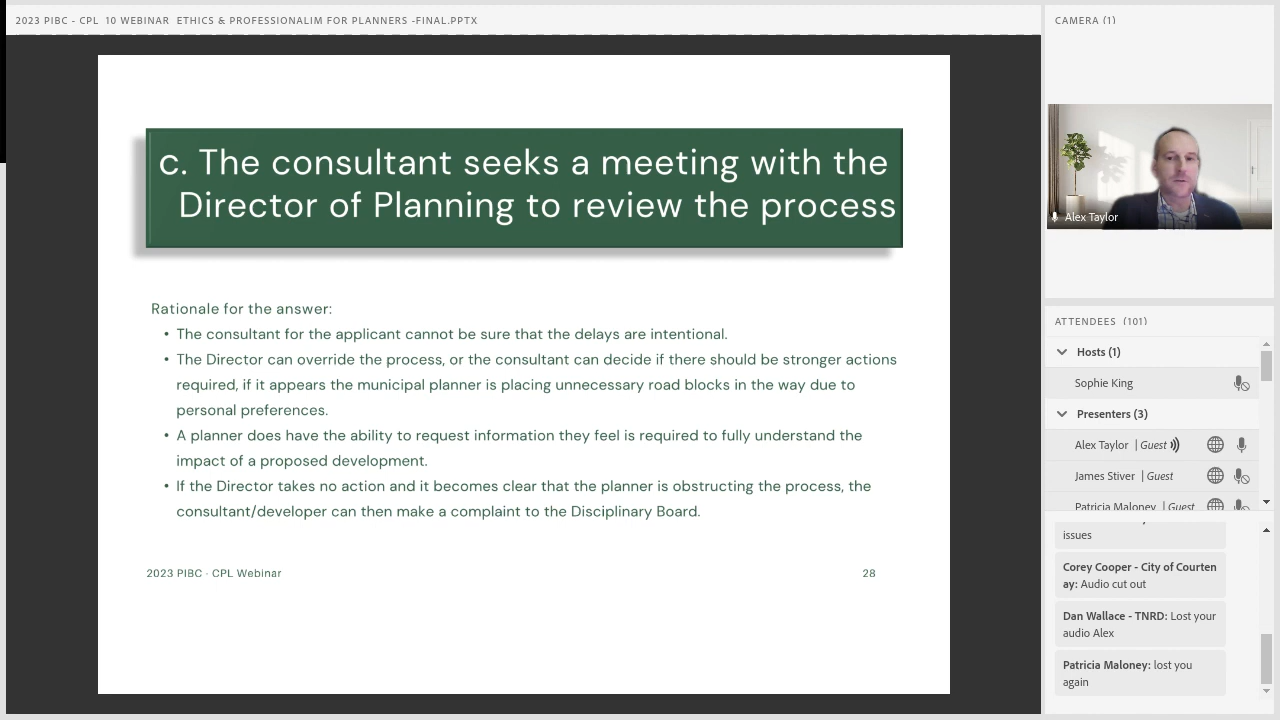 2023 PIBC - CPL 10 WEBINAR ETHICS & PROFESSIONALIM FOR PLANNERS -FINAL.PPTX
c. The consultant seeks a meeting with the
Director of Planning to review the process
Rationale for the answer:
• The consultant for the applicant cannot be sure that the delays are intentional.
• The Director can override the process, or the consultant can decide if there should be stronger actions
required, if it appears the municipal planner is placing unnecessary road blocks in the way due to
personal preferences.
• A planner does have the ability to request information they feel is required to fully understand the
impact of a proposed development.
• If the Director takes no action and it becomes clear that the planner is obstructing the process, the
consultant/developer can then make a complaint to the Disciplinary Board.
2023 PIBC · CPL Webinar
28
CAMERA (1)
Alex Taylor
ATTENDEES (101)
Hosts (1)
Sophie King
Presenters (3)
Alex Taylor | Guest
James Stiver | Guest
Patricia Maloney | Guest
issues
Corey Cooper - City of Courten
ay: Audio cut out
Dan Wallace - TNRD: Lost your
audio Alex
Patricia Maloney: lost you
again